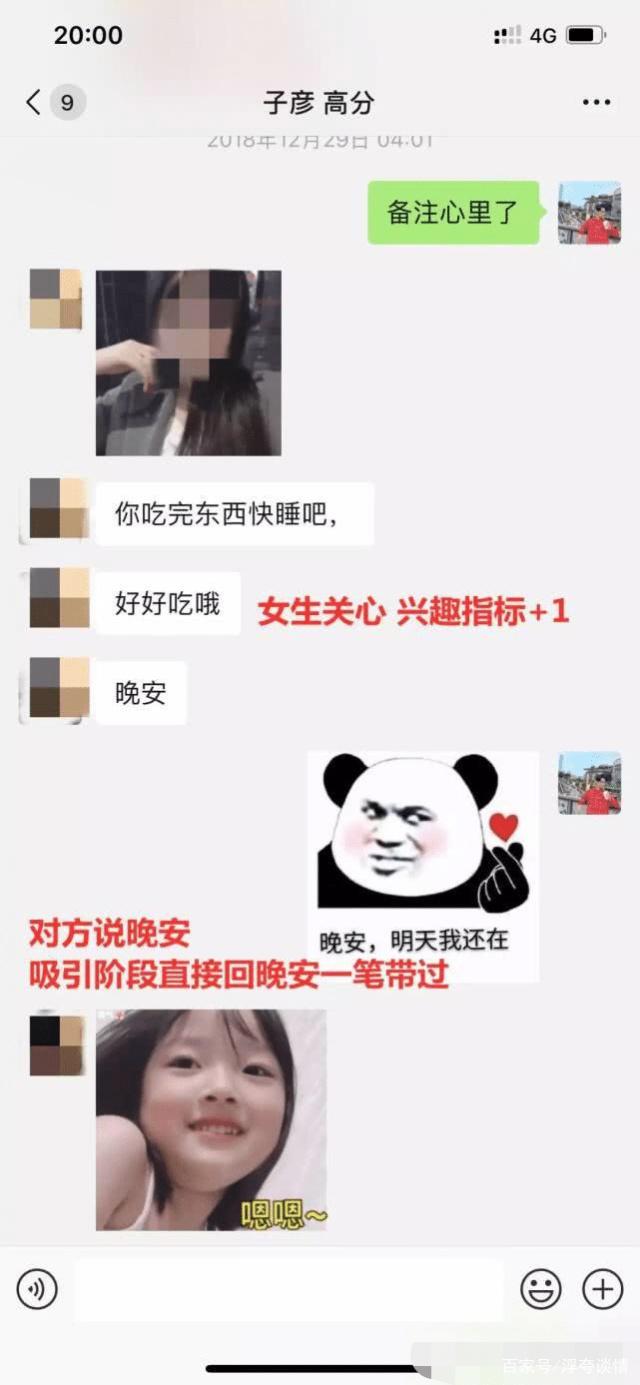 20:00
4G
9
子彦 高分
2018年12月29日 04:01
备注心里了
你吃完东西快睡吧,
好好吃哦
女生关心 兴趣指标+1
晚安
晚安，明天我还在
对方说晚安
吸引阶段直接回晚安一笔带过
嗯嗯~
百家号/浮夸谈情